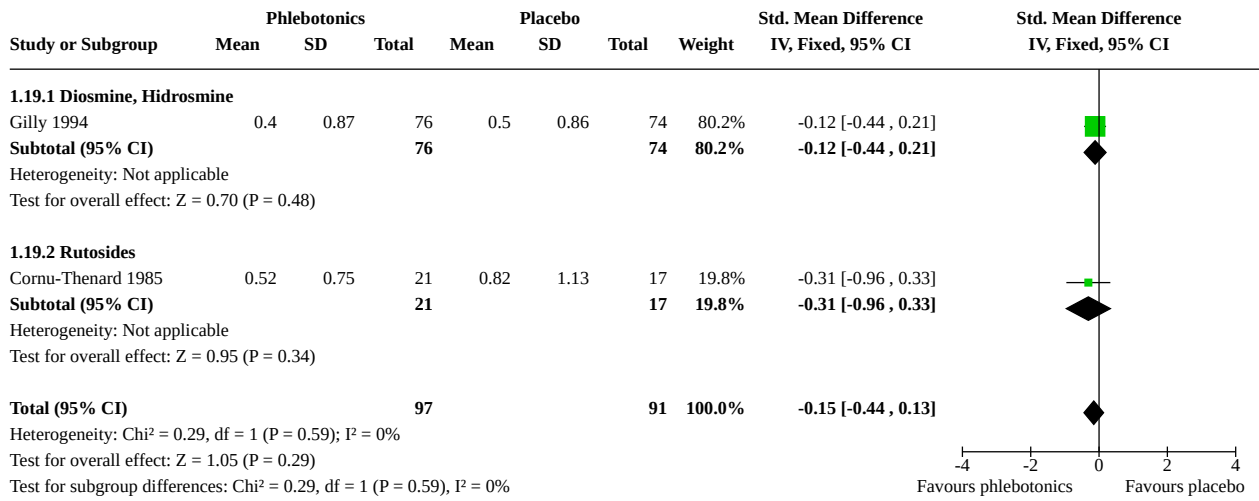 Phlebotonics Placebo Std. Mean Difference Std. Mean Difference
Study or Subgroup Mean SD Total Mean SD Total Weight IV, Fixed, 95% CI IV, Fixed, 95% CI
1.19.1 Diosmine, Hidrosmine
Gilly 1994 0.4 0.87 76 0.5 0.86 74 80.2% -0.12 [-0.44 , 0.21]
Subtotal (95% CI) 76 74 80.2% -0.12 [-0.44 , 0.21]
Heterogeneity: Not applicable
Test for overall effect: Z = 0.70 (P = 0.48)
1.19.2 Rutosides
Cornu-Thenard 1985 0.52 0.75 21 0.82 1.13 17 19.8% -0.31 [-0.96 , 0.33]
Subtotal (95% CI) 21 17 19.8% -0.31 [-0.96 , 0.33]
Heterogeneity: Not applicable
Test for overall effect: Z = 0.95 (P = 0.34)
Total (95% CI) 97 91 100.0% -0.15 [-0.44 , 0.13]
Heterogeneity: Chi² = 0.29, df = 1 (P = 0.59); I² = 0%
Test for overall effect: Z = 1.05 (P = 0.29)
-4 -2 0 2 4
Test for subgroup differences: Chi² = 0.29, df = 1 (P = 0.59), I² = 0% Favours phlebotonics Favours placebo